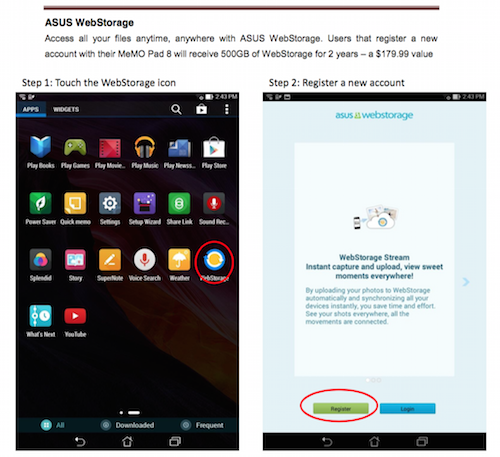 ASUS WebStorage
Access all your files anytime, anywhere with ASUS WebStorage. Users that register a new
account with their MeMO Pad 8 will receive 500GB of WebStorage for 2 years – a $179.99 value
Step 1: Touch the WebStorage icon
2:43 PM
APPS WIDGETS
Play Books Play Games Play Movie... Play Music Play Newss... Play Store
Power Saver Quick memo Settings Setup Wizard Share Link Sound Rec...
Splendid Story SuperNote Voice Search Weather WebStorage
What's Next YouTube
All Downloaded Frequent
Step 2: Register a new account
2:43 PM
asus webstorage
WebStorage Stream
Instant capture and upload, view sweet
moments everywhere!
By uploading your photos to WebStorage
automatically and synchronizing all your
devices instantly, you save time and effort.
See your shots everywhere, all the
movements are connected.
Register Login